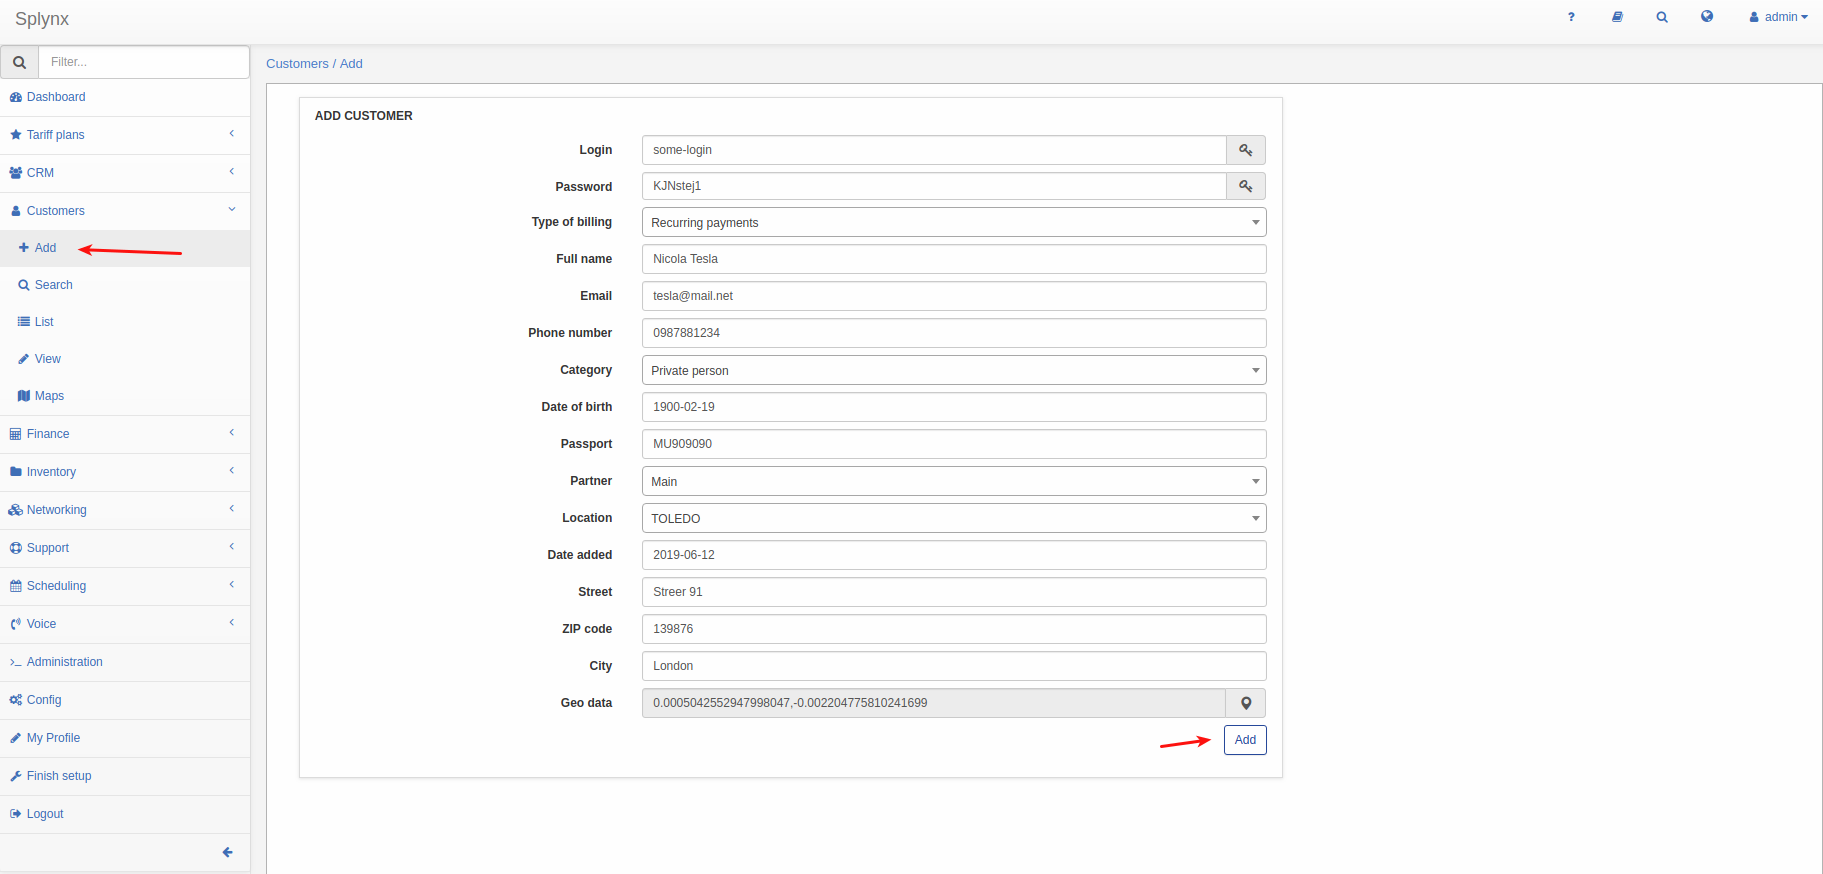 Splynx
? admin
Filter...
Customers / Add
Dashboard
Tariff plans
CRM
Customers
Add
Search
List
View
Maps
Finance
Inventory
Networking
Support
Scheduling
Voice
Administration
Config
My Profile
Finish setup
Logout
ADD CUSTOMER
Login some-login
Password KJNstej1
Type of billing Recurring payments
Full name Nicola Tesla
Email tesla@mail.net
Phone number 0987881234
Category Private person
Date of birth 1900-02-19
Passport MU909090
Partner Main
Location TOLEDO
Date added 2019-06-12
Street Streer 91
ZIP code 139876
City London
Geo data 0.0005042552947998047,-0.002204775810241699
Add